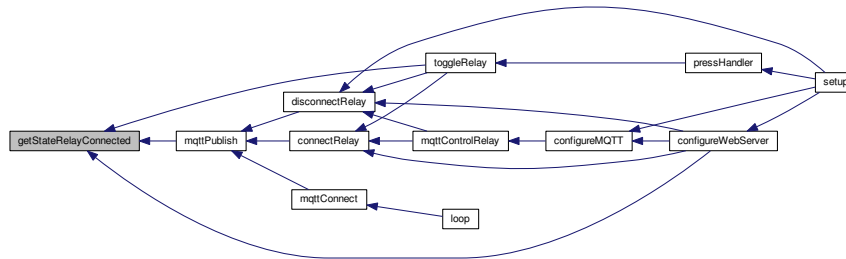 toggleRelay
pressHandler
setup
disconnectRelay
getStateRelayConnected
mqttPublish
connectRelay
mqttControlRelay
configureMQTT
configureWebServer
mqttConnect
loop